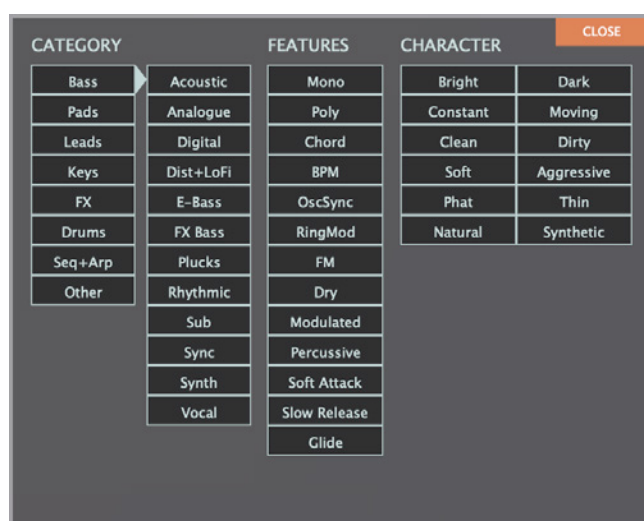 CLOSE
CATEGORY FEATURES CHARACTER
Bass Acoustic Mono Bright Dark
Pads Analogue Poly Constant Moving
Leads Digital Chord Clean Dirty
Keys Dist+LoFi BPM Soft Aggressive
FX E-Bass OscSync Phat Thin
Drums FX Bass RingMod Natural Synthetic
Seq+Arp Plucks FM
Other Rhythmic Dry
Sub Modulated
Sync Percussive
Synth Soft Attack
Vocal Slow Release
Glide